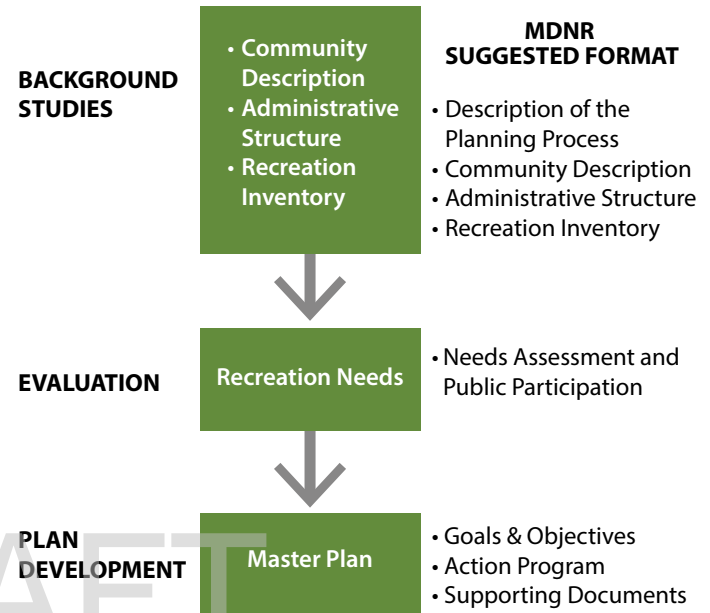 BACKGROUND
STUDIES
• Community
Description
• Administrative
Structure
• Recreation
Inventory
MDNR
SUGGESTED FORMAT
• Description of the
Planning Process
• Community Description
• Administrative Structure
• Recreation Inventory
EVALUATION
Recreation Needs
• Needs Assessment and
Public Participation
PLAN
DEVELOPMENT
Master Plan
• Goals & Objectives
• Action Program
• Supporting Documents